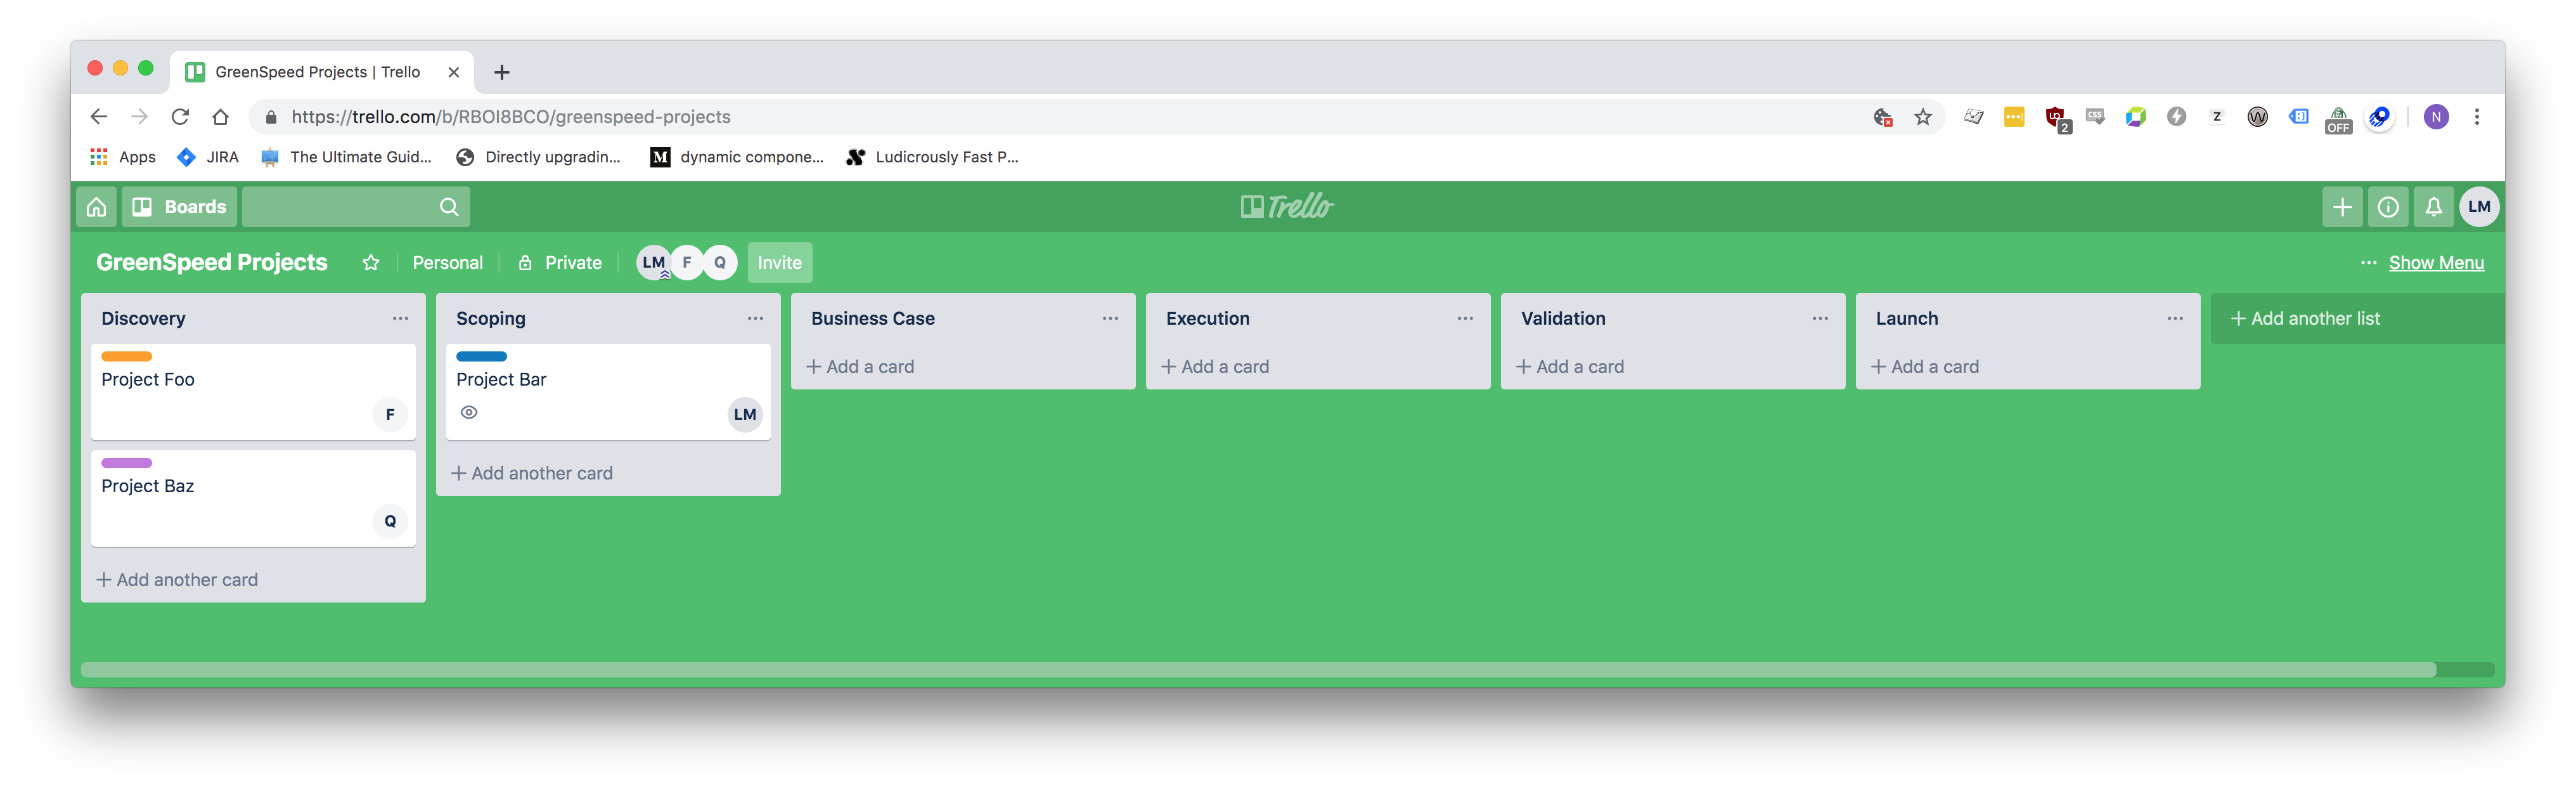 GreenSpeed Projects | Trello
https://trello.com/b/RBOI8BCO/greenspeed-projects
2
CSS
Z
W
OFF
N
Apps
JIRA
The Ultimate Guid...
Directly upgradin...
M
dynamic compone...
Ludicrously Fast P...
Boards
Trello
LM
GreenSpeed Projects
Personal
Private
LM
F
Q
Invite
... Show Menu
Discovery
Project Foo
F
Project Baz
Q
+ Add another card
Scoping
Project Bar
LM
+ Add another card
Business Case
+ Add a card
Execution
+ Add a card
Validation
+ Add a card
Launch
+ Add a card
+ Add another list